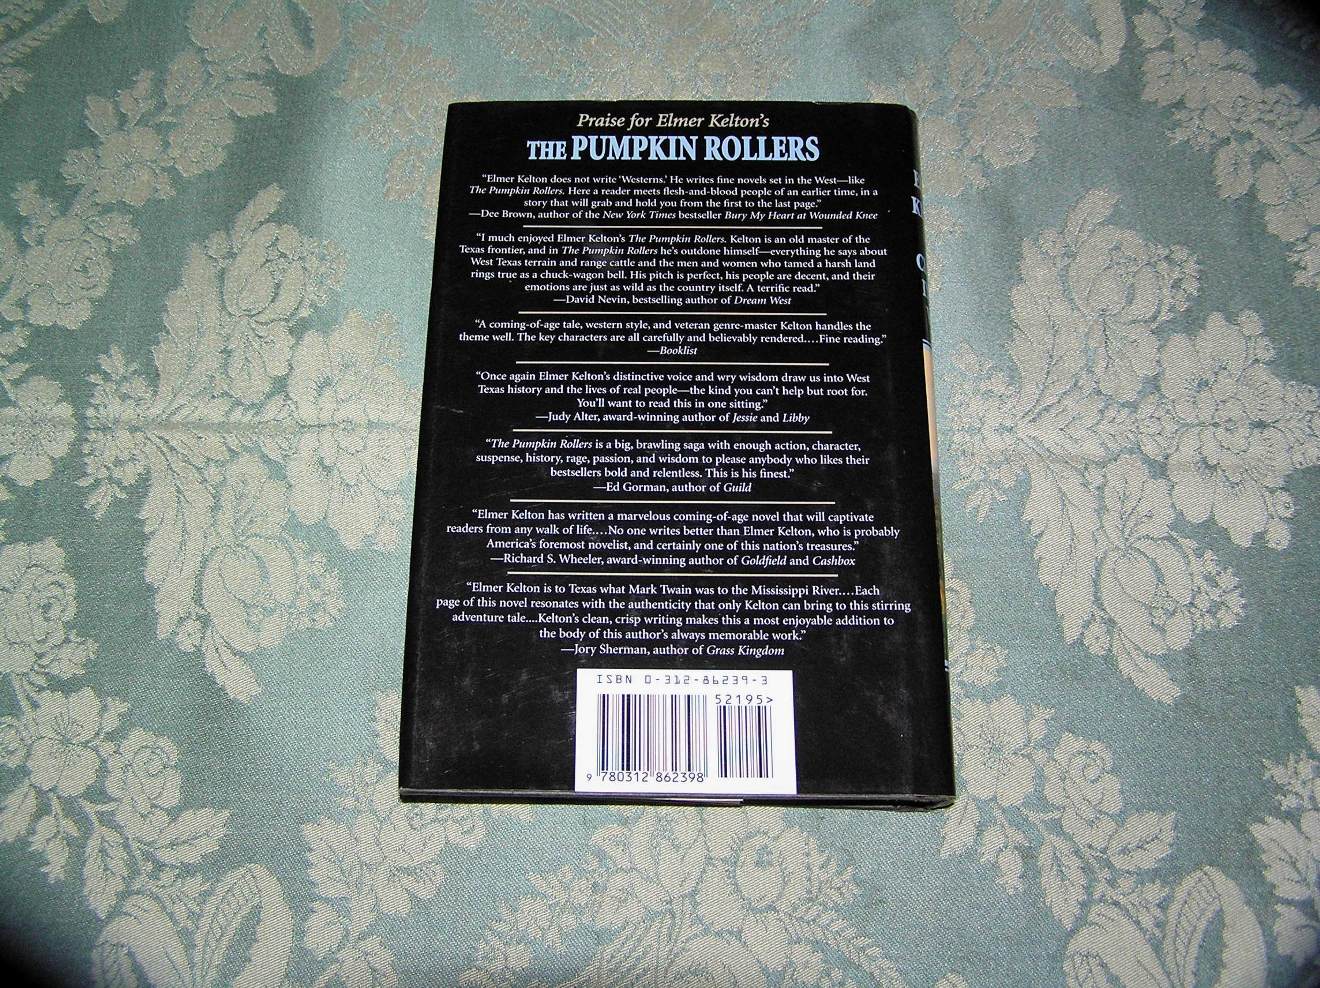 Praise for Elmer Kelton's
THE PUMPKIN ROLLERS
“Elmer Kelton does not write ‘Westerns.’ He writes fine novels set in the West—like
The Pumpkin Rollers. Here a reader meets flesh-and-blood people of an earlier time, in a
story that will grab and hold you from the first to the last page.”
—Dee Brown, author of the New York Times bestseller Bury My Heart at Wounded Knee
“I much enjoyed Elmer Kelton’s The Pumpkin Rollers. Kelton is an old master of the
Texas frontier, and in The Pumpkin Rollers he’s outdone himself—everything he says about
West Texas terrain and range cattle and the men and women who tamed a harsh land
rings true as a chuck-wagon bell. His pitch is perfect, his people are decent, and their
emotions are just as wild as the country itself. A terrific read.”
—David Nevin, bestselling author of Dream West
“A coming-of-age tale, western style, and veteran genre-master Kelton handles the
theme well. The key characters are all carefully and believably rendered....Fine reading.”
—Booklist
“Once again Elmer Kelton’s distinctive voice and wry wisdom draw us into West
Texas history and the lives of real people—the kind you can’t help but root for.
You’ll want to read this in one sitting.”
—Judy Alter, award-winning author of Jessie and Libby
“The Pumpkin Rollers is a big, brawling saga with enough action, character,
suspense, history, rage, passion, and wisdom to please anybody who likes their
bestsellers bold and relentless. This is his finest.”
—Ed Gorman, author of Guild
“Elmer Kelton has written a marvelous coming-of-age novel that will captivate
readers from any walk of life....No one writes better than Elmer Kelton, who is probably
America’s foremost novelist, and certainly one of this nation’s treasures.”
—Richard S. Wheeler, award-winning author of Goldfield and Cashbox
“Elmer Kelton is to Texas what Mark Twain was to the Mississippi River....Each
page of this novel resonates with the authenticity that only Kelton can bring to this stirring
adventure tale....Kelton’s clean, crisp writing makes this a most enjoyable addition to
the body of this author’s always memorable work.”
—Jory Sherman, author of Grass Kingdom
ISBN 0-312-86239-3
52195>
9 780312 862398